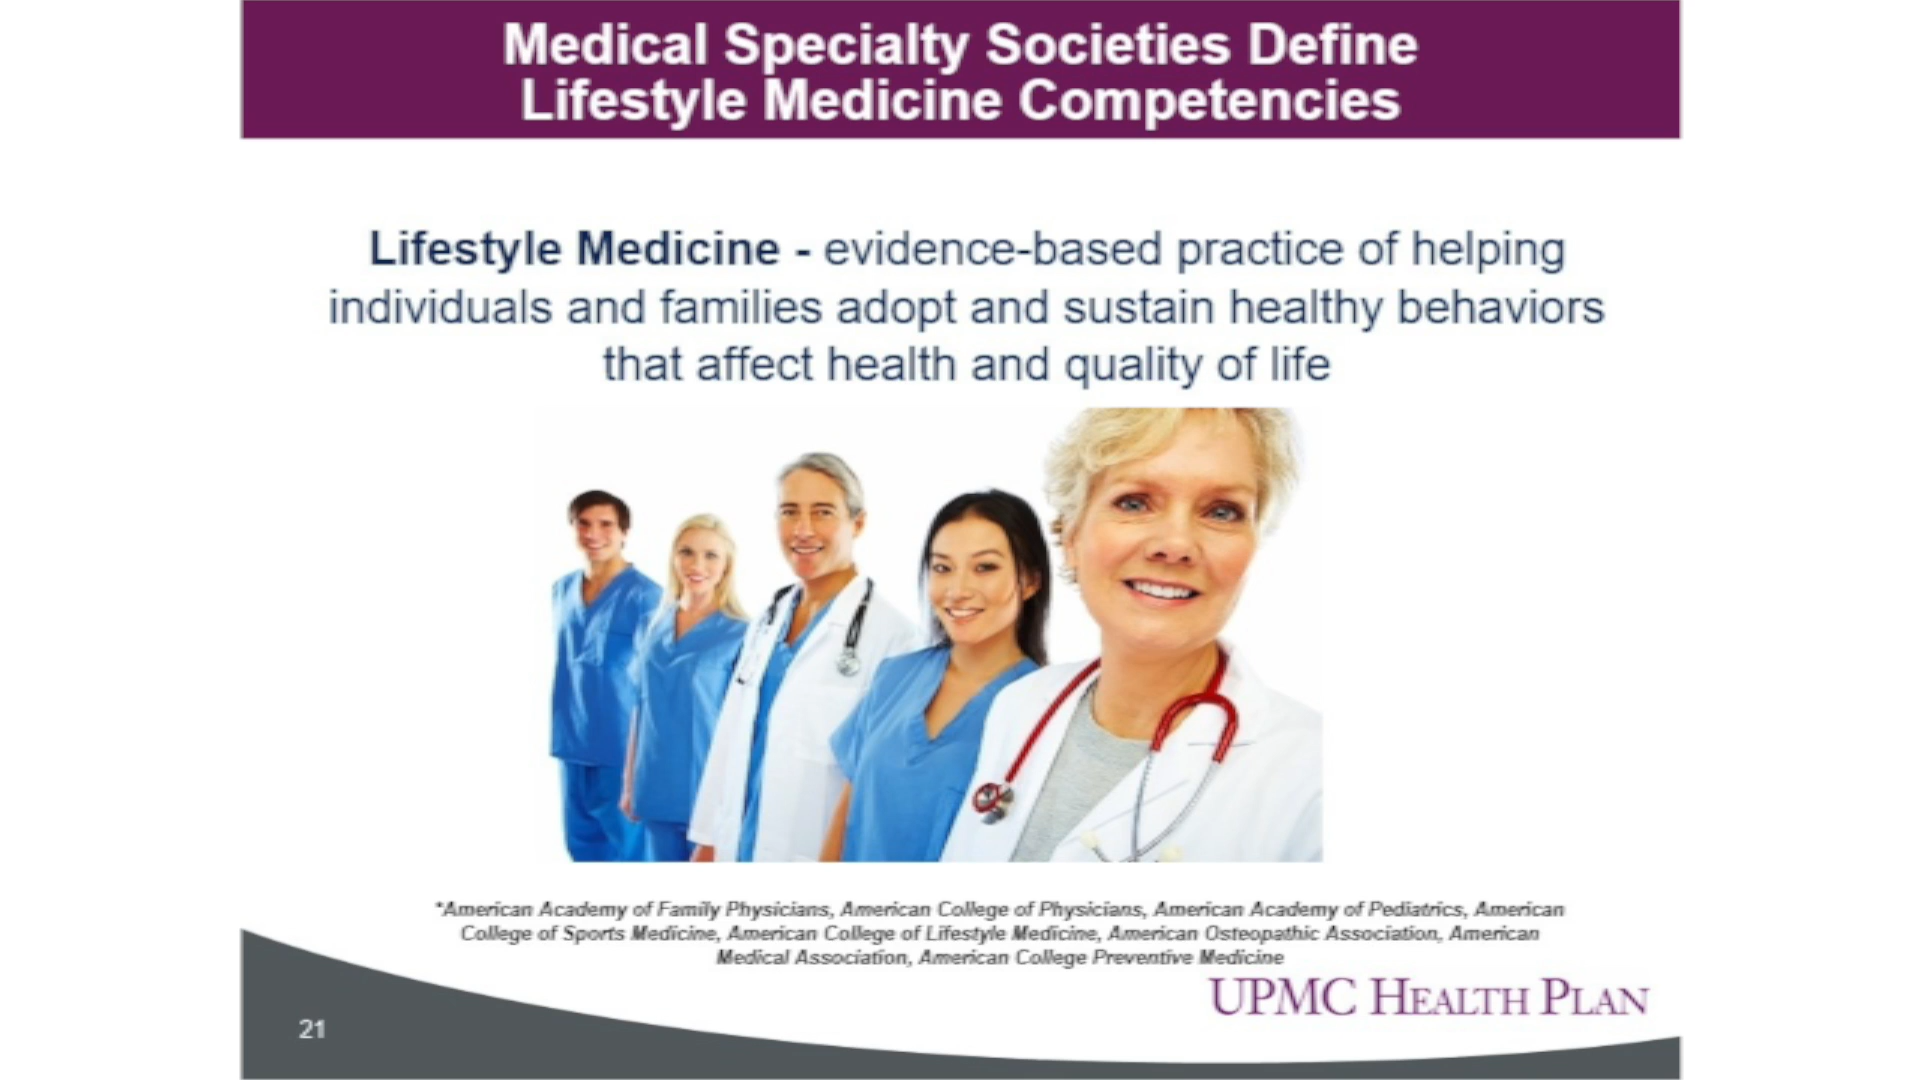 Medical Specialty Societies Define
Lifestyle Medicine Competencies
Lifestyle Medicine - evidence-based practice of helping
individuals and families adopt and sustain healthy behaviors
that affect health and quality of life
*American Academy of Family Physicians, American College of Physicians, American Academy of Pediatrics, American
College of Sports Medicine, American College of Lifestyle Medicine, American Osteopathic Association, American
Medical Association, American College Preventive Medicine
UPMC HEALTH PLAN
21